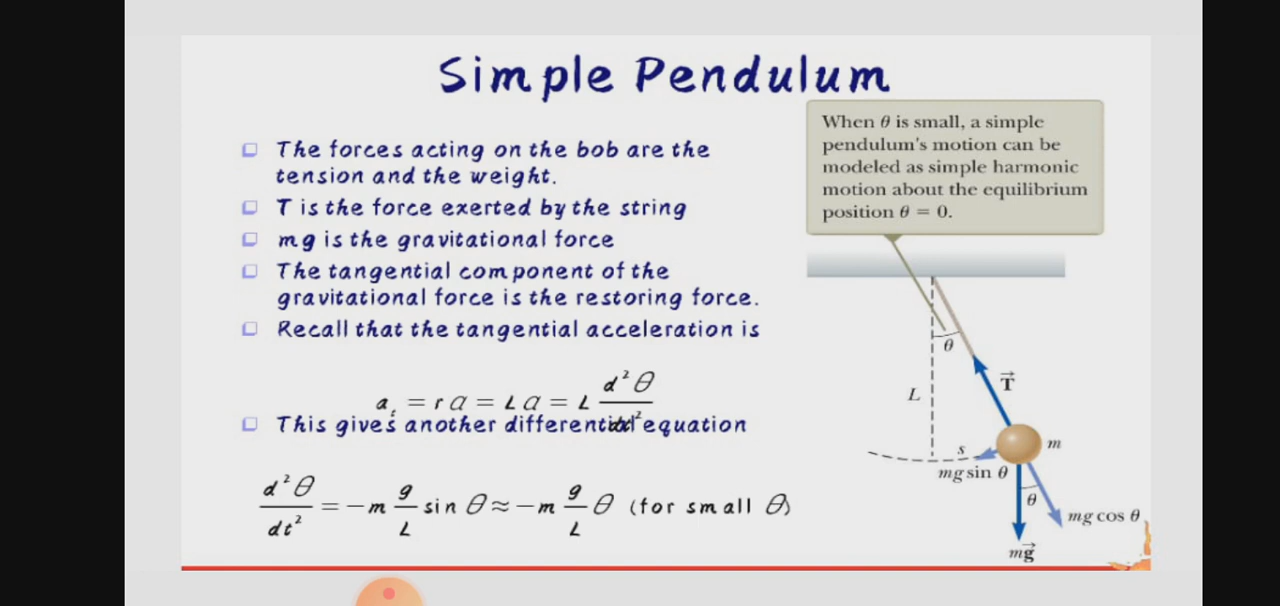 Simple Pendulum
When θ is small, a simple
pendulum's motion can be
modeled as simple harmonic
motion about the equilibrium
position θ = 0.
The forces acting on the bob are the
tension and the weight.
T is the force exerted by the string
mg is the gravitational force
The tangential component of the
gravitational force is the restoring force.
Recall that the tangential acceleration is
a_t = rα = Lα = L d²θ/dt²
This gives another differential equation
d²θ/dt² = −m g/L sin θ ≈ −m g/L θ (for small θ)
θ
T⃗
L
s
m
mg sin θ
θ
mg cos θ
mg⃗